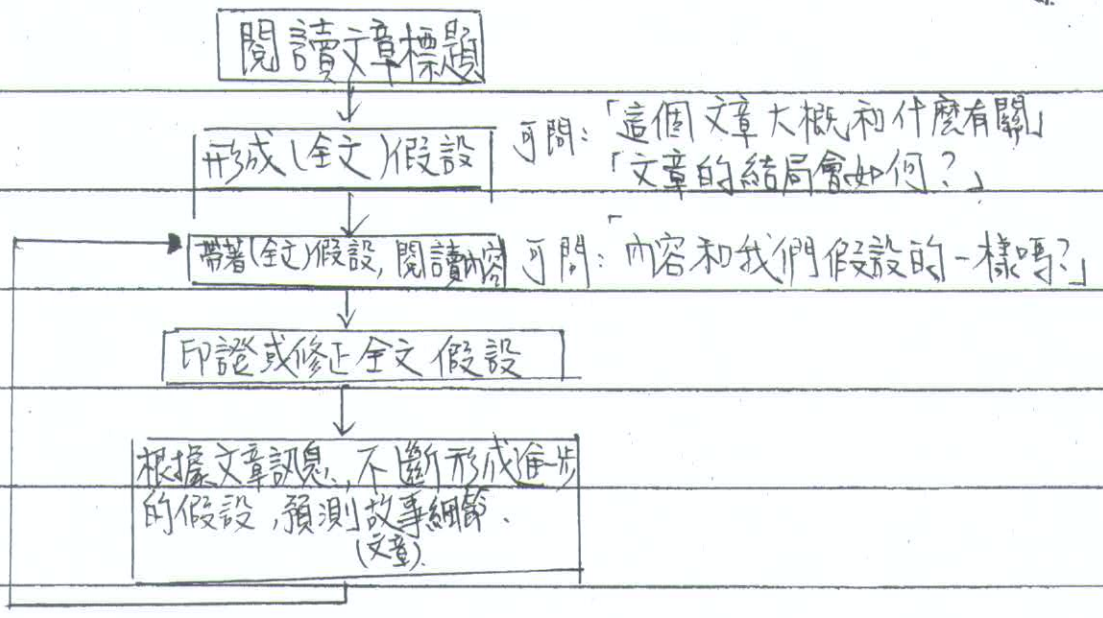 閱讀文章標題
形成(全文)假設
可問:「這個文章大概和什麼有關」
「文章的結局會如何?」
帶著(全文)假設,閱讀內容
可問:「內容和我們假設的一樣嗎?」
印證或修正全文假設
根據文章訊息,不斷形成進一步
的假設,預測故事細節.
(文章).